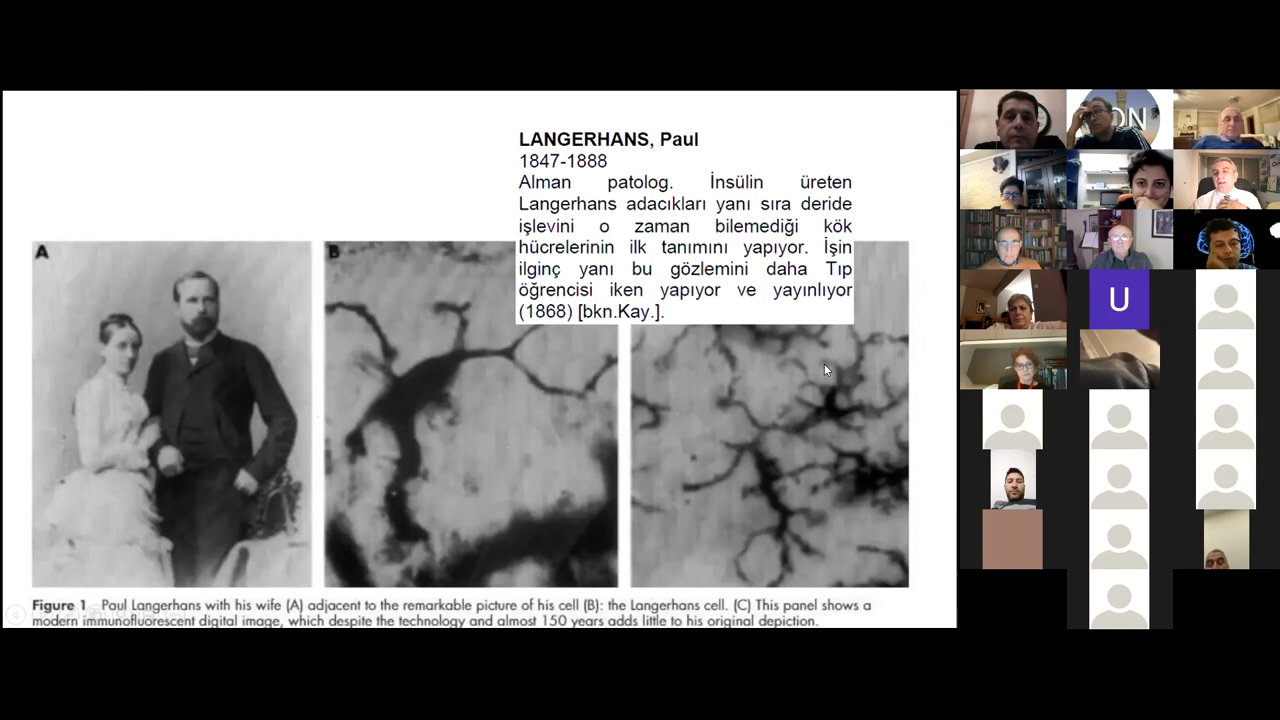 LANGERHANS, Paul
1847-1888
Alman patolog. İnsülin üreten
Langerhans adacıkları yanı sıra deride
işlevini o zaman bilemediği kök
hücrelerinin ilk tanımını yapıyor. İşin
ilginç yanı bu gözlemini daha Tıp
öğrencisi iken yapıyor ve yayınlıyor
(1868) [bkn.Kay.].
A
B
Figure 1 Paul Langerhans with his wife (A) adjacent to the remarkable picture of his cell (B): the Langerhans cell. (C) This panel shows a
modern immunofluorescent digital image, which despite the technology and almost 150 years adds little to his original depiction.
U